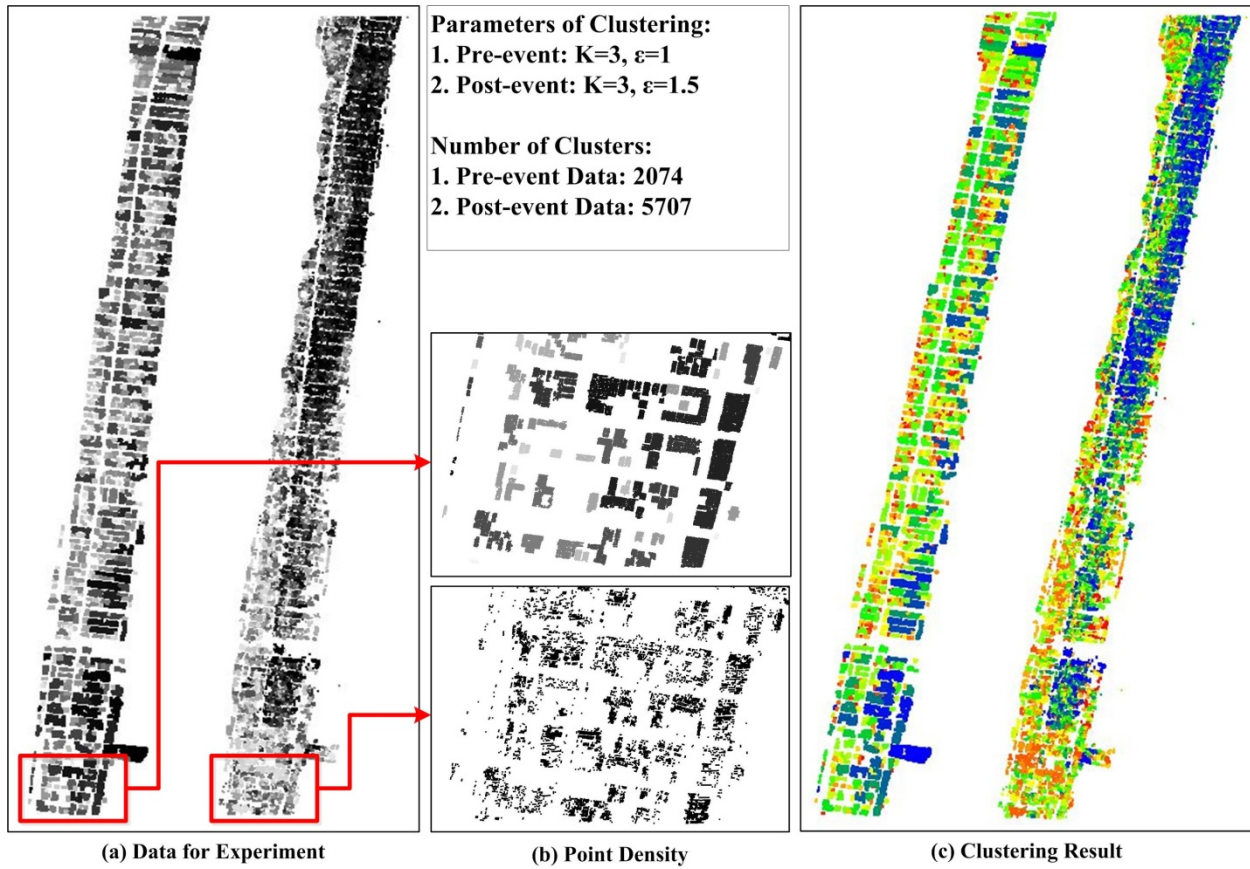 Parameters of Clustering:
1. Pre-event: K=3, ε=1
2. Post-event: K=3, ε=1.5
Number of Clusters:
1. Pre-event Data: 2074
2. Post-event Data: 5707
(a) Data for Experiment
(b) Point Density
(c) Clustering Result